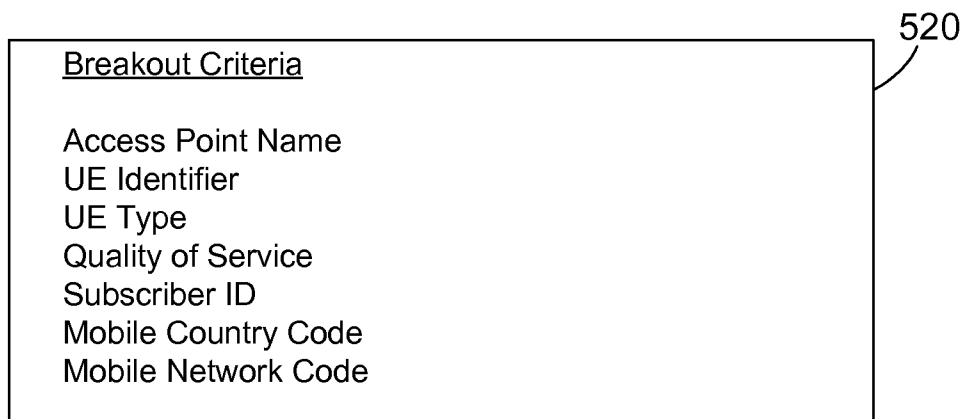 520
Breakout Criteria
Access Point Name
UE Identifier
UE Type
Quality of Service
Subscriber ID
Mobile Country Code
Mobile Network Code